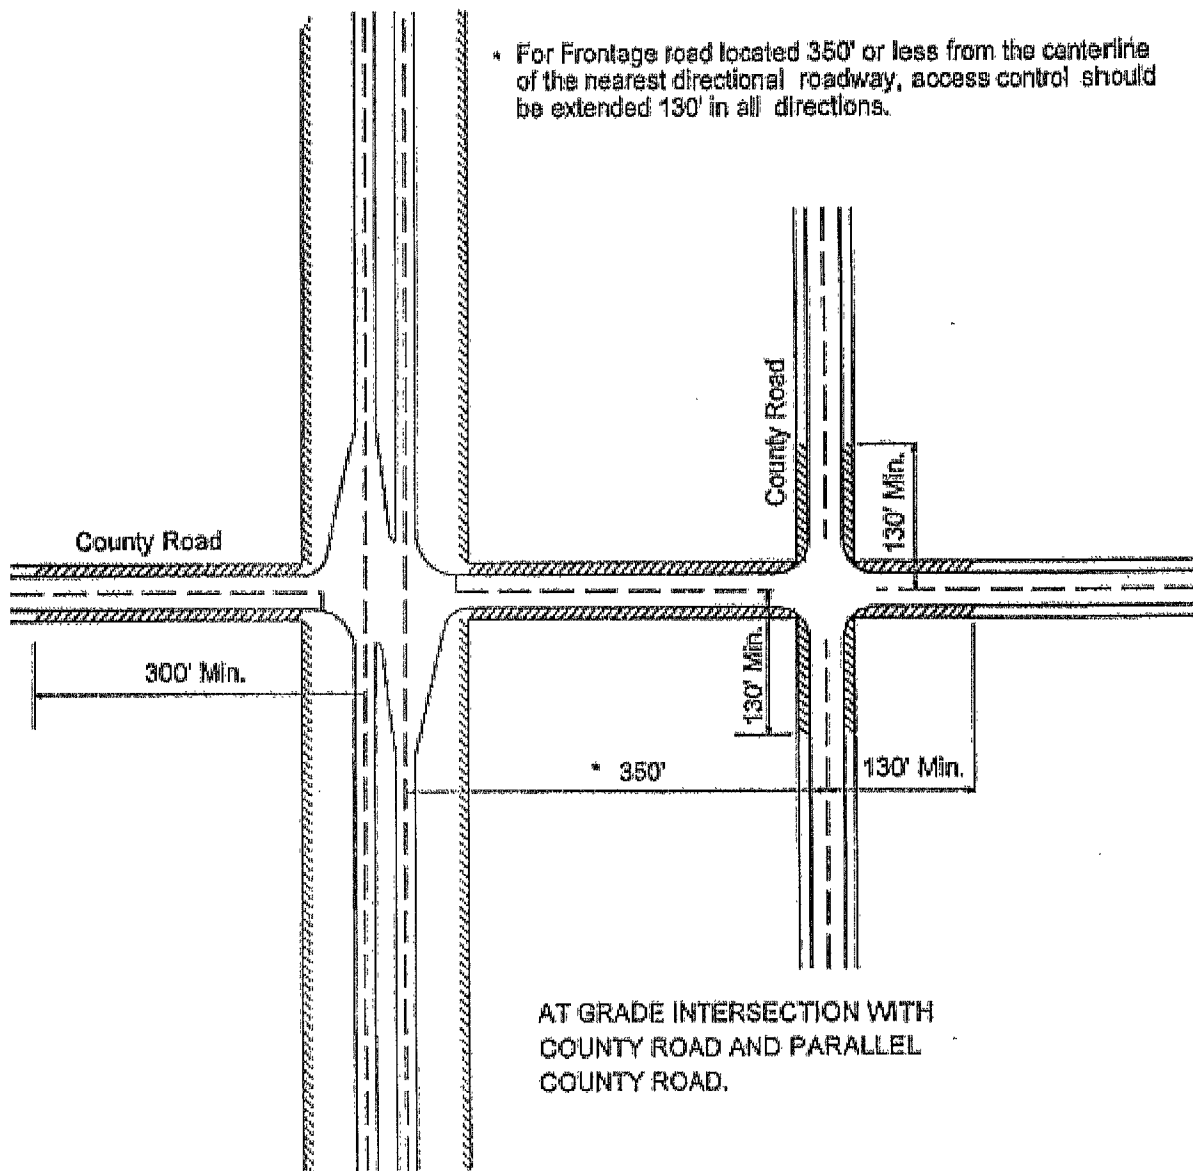 * For Frontage road located 350' or less from the centerline
of the nearest directional roadway, access control should
be extended 130' in all directions.
County Road
130' Min.
County Road
300' Min.
130' Min.
* 350'
130' Min.
AT GRADE INTERSECTION WITH
COUNTY ROAD AND PARALLEL
COUNTY ROAD.